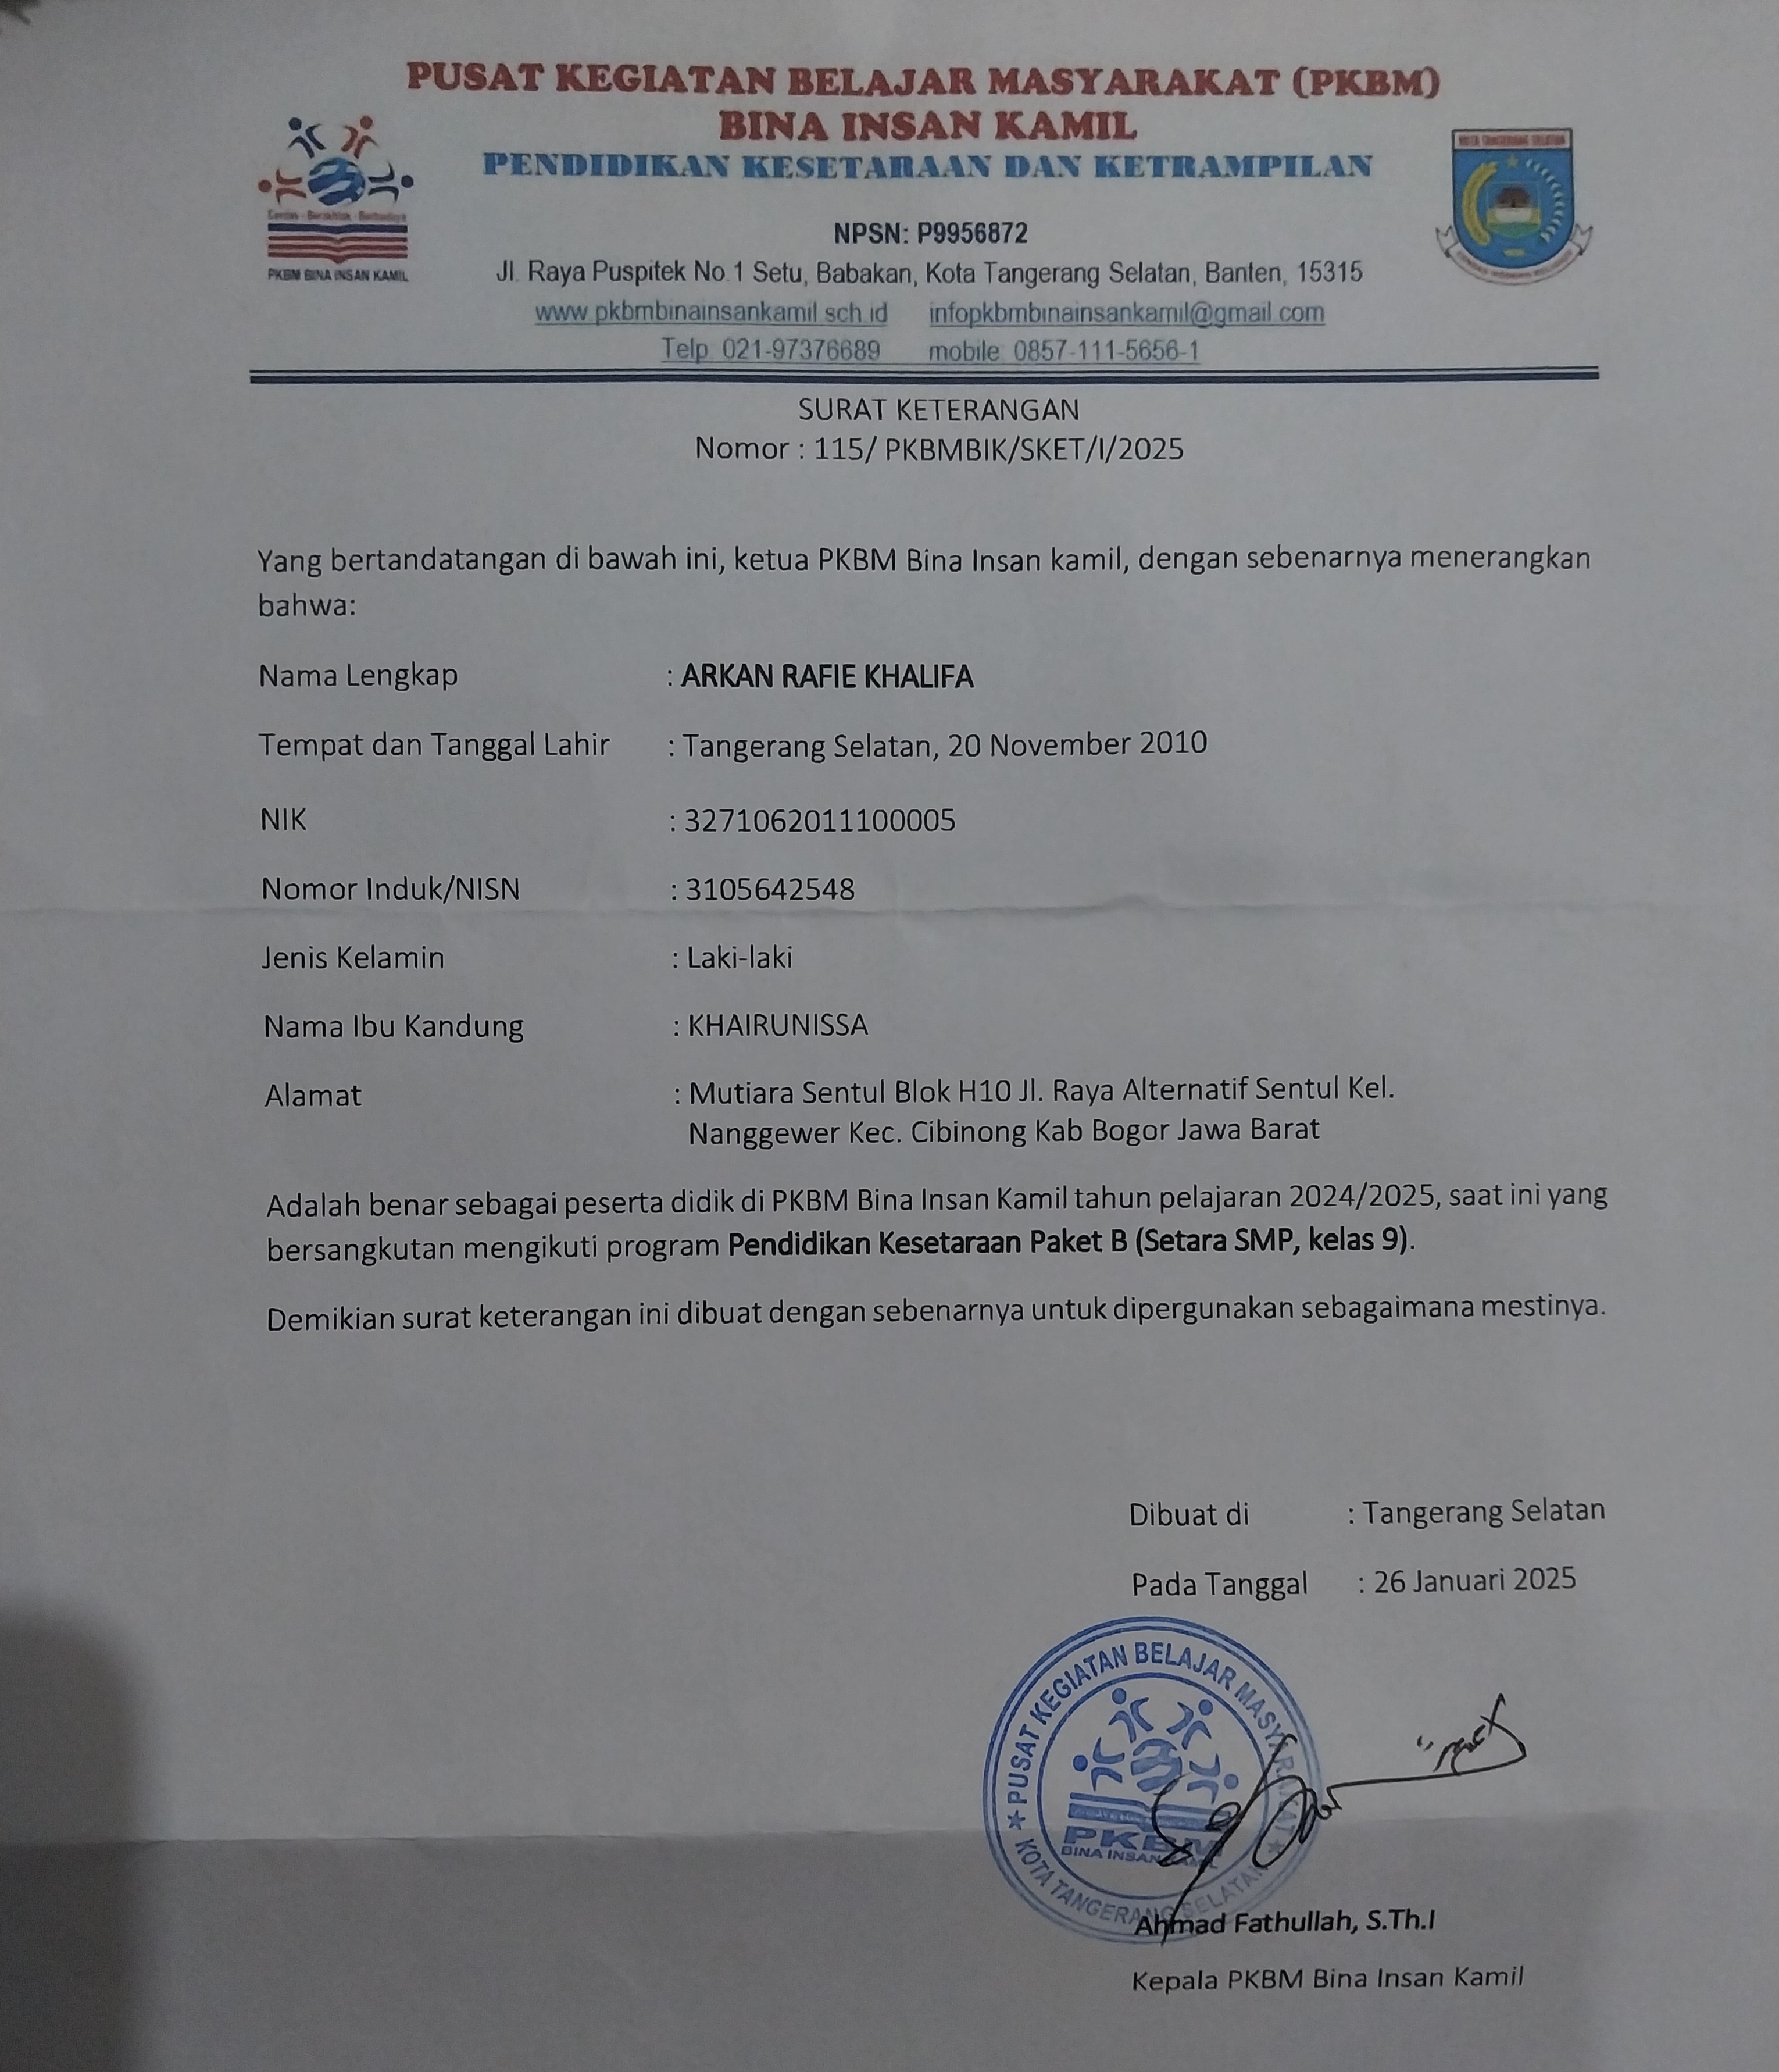 PUSAT KEGIATAN BELAJAR MASYARAKAT (PKBM)
BINA INSAN KAMIL
PENDIDIKAN KESETARAAN DAN KETRAMPILAN
Cerdas - Berakhlak - Berbudaya
PKBM BINA INSAN KAMIL
KOTA TANGERANG SELATAN
NPSN: P9956872
Jl. Raya Puspitek No.1 Setu, Babakan, Kota Tangerang Selatan, Banten, 15315
www.pkbmbinainsankamil.sch.id infopkbmbinainsankamil@gmail.com
Telp. 021-97376689 mobile. 0857-111-5656-1
SURAT KETERANGAN
Nomor : 115/ PKBMBIK/SKET/I/2025
Yang bertandatangan di bawah ini, ketua PKBM Bina Insan kamil, dengan sebenarnya menerangkan
bahwa:
Nama Lengkap : ARKAN RAFIE KHALIFA
Tempat dan Tanggal Lahir : Tangerang Selatan, 20 November 2010
NIK : 3271062011100005
Nomor Induk/NISN : 3105642548
Jenis Kelamin : Laki-laki
Nama Ibu Kandung : KHAIRUNISSA
Alamat : Mutiara Sentul Blok H10 Jl. Raya Alternatif Sentul Kel.
Nanggewer Kec. Cibinong Kab Bogor Jawa Barat
Adalah benar sebagai peserta didik di PKBM Bina Insan Kamil tahun pelajaran 2024/2025, saat ini yang
bersangkutan mengikuti program Pendidikan Kesetaraan Paket B (Setara SMP, kelas 9).
Demikian surat keterangan ini dibuat dengan sebenarnya untuk dipergunakan sebagaimana mestinya.
Dibuat di : Tangerang Selatan
Pada Tanggal : 26 Januari 2025
PUSAT KEGIATAN BELAJAR MASYARAKAT
PKBM
BINA INSAN KAMIL
KOTA TANGERANG SELATAN
Ahmad Fathullah, S.Th.I
Kepala PKBM Bina Insan Kamil